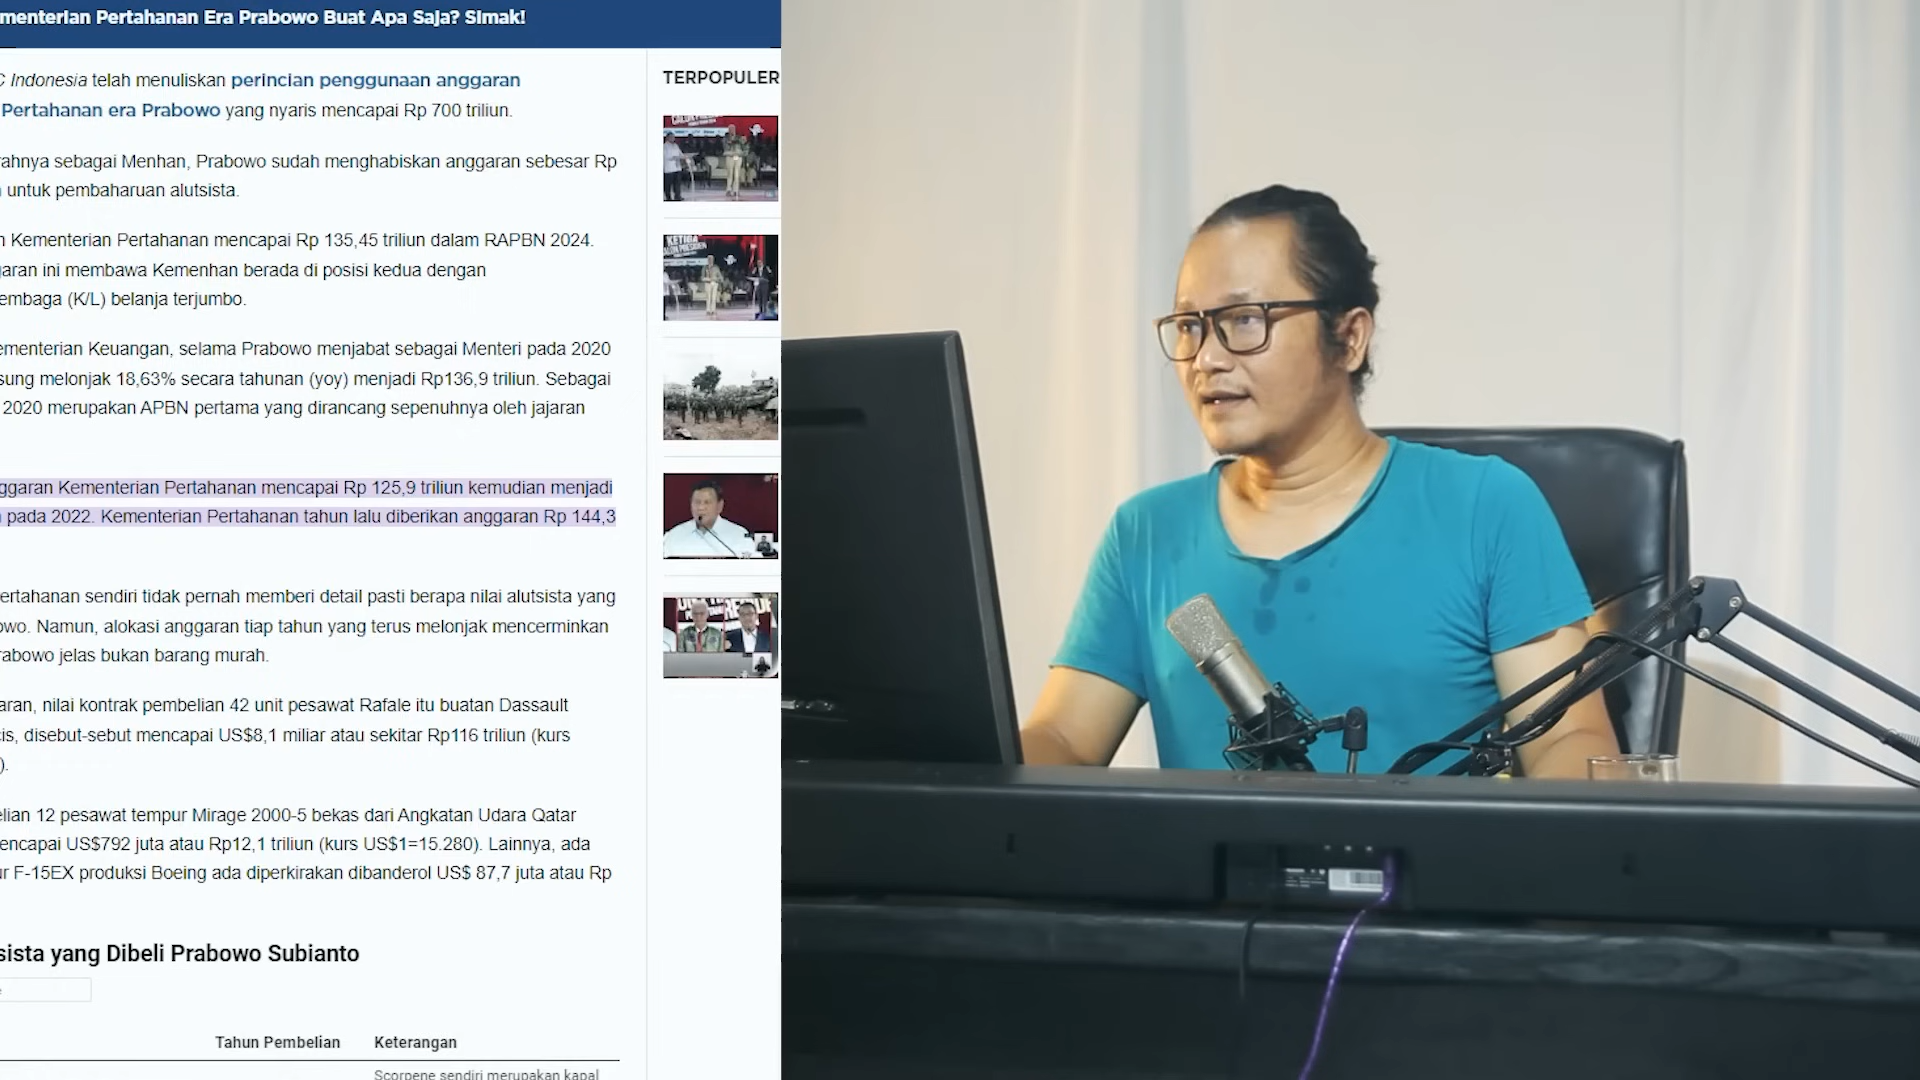 menterian Pertahanan Era Prabowo Buat Apa Saja? Simak!
C Indonesia telah menuliskan perincian penggunaan anggaran
Pertahanan era Prabowo yang nyaris mencapai Rp 700 triliun.
rahnya sebagai Menhan, Prabowo sudah menghabiskan anggaran sebesar Rp
untuk pembaharuan alutsista.
n Kementerian Pertahanan mencapai Rp 135,45 triliun dalam RAPBN 2024.
garan ini membawa Kemenhan berada di posisi kedua dengan
embaga (K/L) belanja terjumbo.
ementerian Keuangan, selama Prabowo menjabat sebagai Menteri pada 2020
sung melonjak 18,63% secara tahunan (yoy) menjadi Rp136,9 triliun. Sebagai
2020 merupakan APBN pertama yang dirancang sepenuhnya oleh jajaran
ggaran Kementerian Pertahanan mencapai Rp 125,9 triliun kemudian menjadi
pada 2022. Kementerian Pertahanan tahun lalu diberikan anggaran Rp 144,3
ertahanan sendiri tidak pernah memberi detail pasti berapa nilai alutsista yang
owo. Namun, alokasi anggaran tiap tahun yang terus melonjak mencerminkan
rabowo jelas bukan barang murah.
aran, nilai kontrak pembelian 42 unit pesawat Rafale itu buatan Dassault
cis, disebut-sebut mencapai US$8,1 miliar atau sekitar Rp116 triliun (kurs
).
elian 12 pesawat tempur Mirage 2000-5 bekas dari Angkatan Udara Qatar
encapai US$792 juta atau Rp12,1 triliun (kurs US$1=15.280). Lainnya, ada
ur F-15EX produksi Boeing ada diperkirakan dibanderol US$ 87,7 juta atau Rp
sista yang Dibeli Prabowo Subianto
Tahun Pembelian Keterangan
Scorpene sendiri merupakan kapal
TERPOPULER
KETIGA